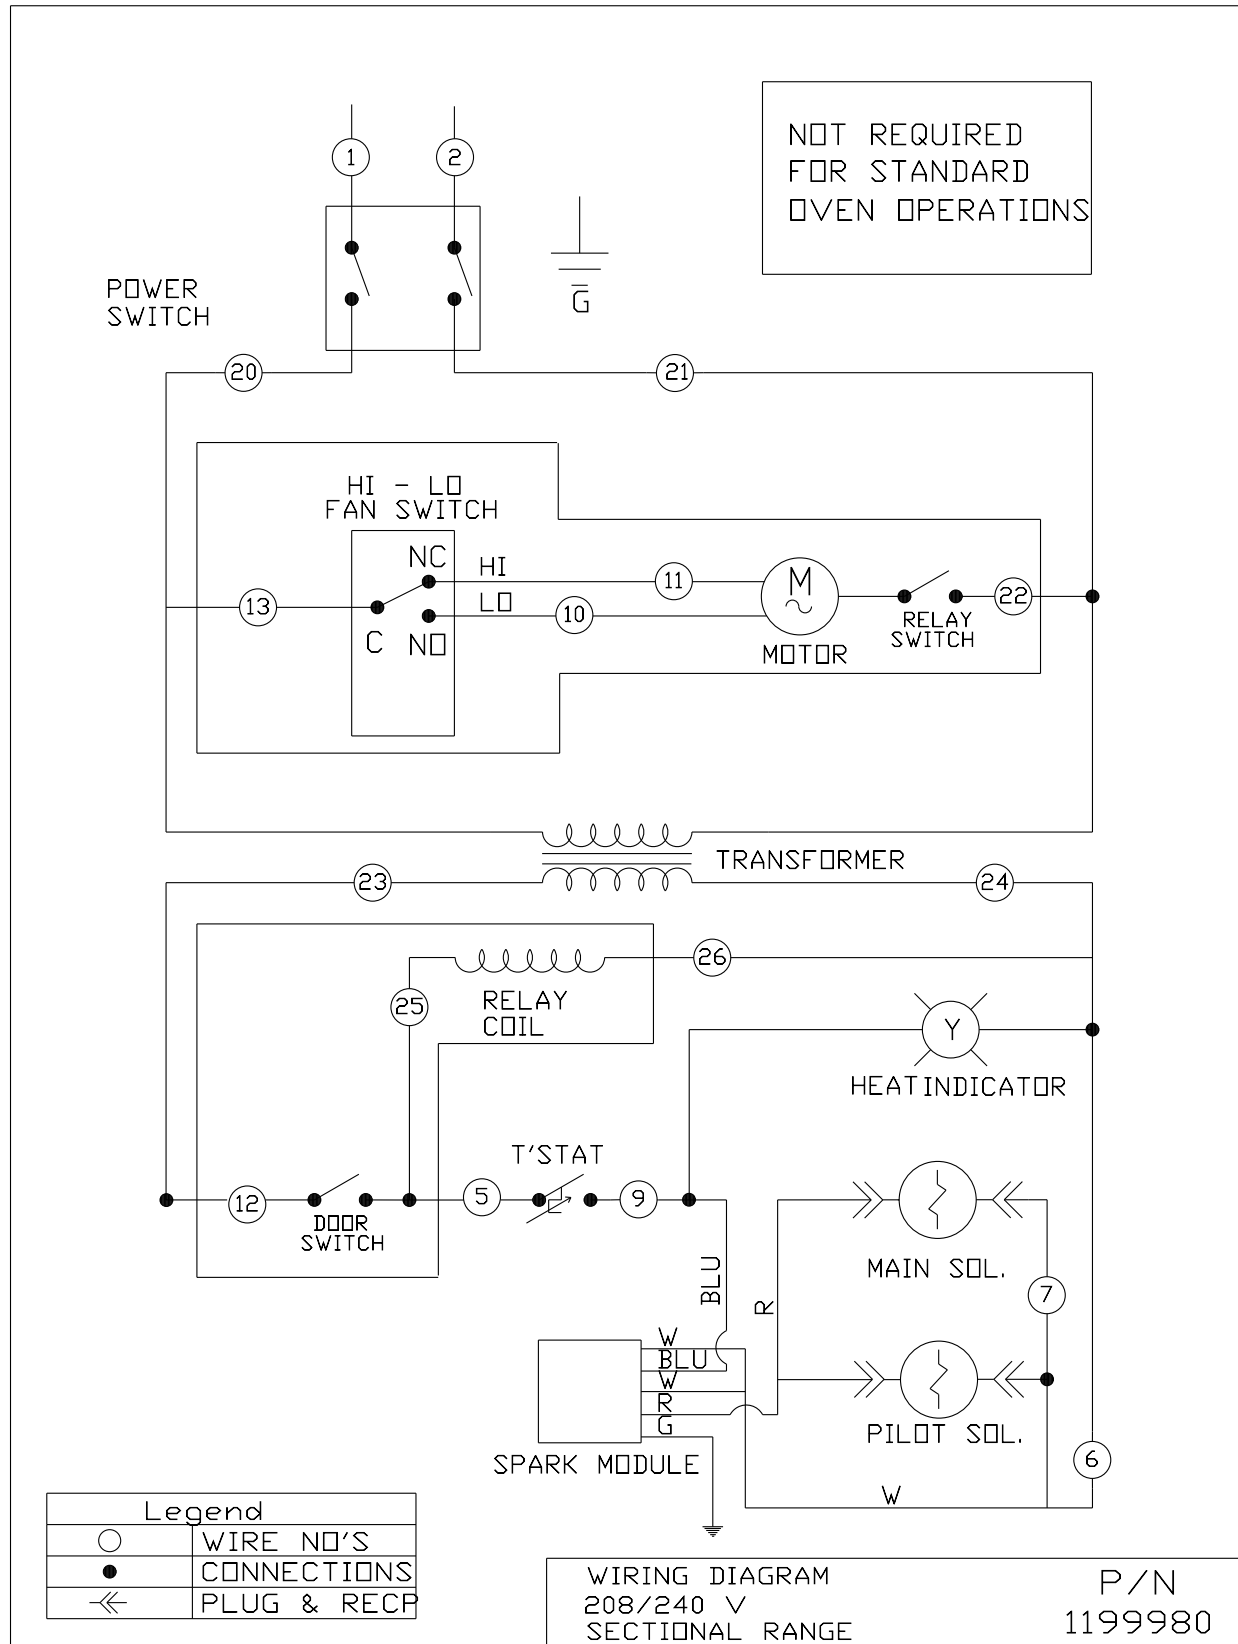 1
2
NOT REQUIRED
FOR STANDARD
OVEN OPERATIONS
POWER
SWITCH
G
20
21
HI - LO
FAN SWITCH
NC
HI
11
M
13
LO
10
22
C
NO
RELAY
SWITCH
MOTOR
TRANSFORMER
23
24
26
25
RELAY
COIL
Y
HEAT INDICATOR
T'STAT
12
5
9
DOOR
SWITCH
BLU
MAIN SOL.
R
7
W
BLU
W
R
G
PILOT SOL.
SPARK MODULE
6
W
Legend
WIRE NO'S
CONNECTIONS
PLUG & RECP
WIRING DIAGRAM
208/240 V
SECTIONAL RANGE
P/N
1199980